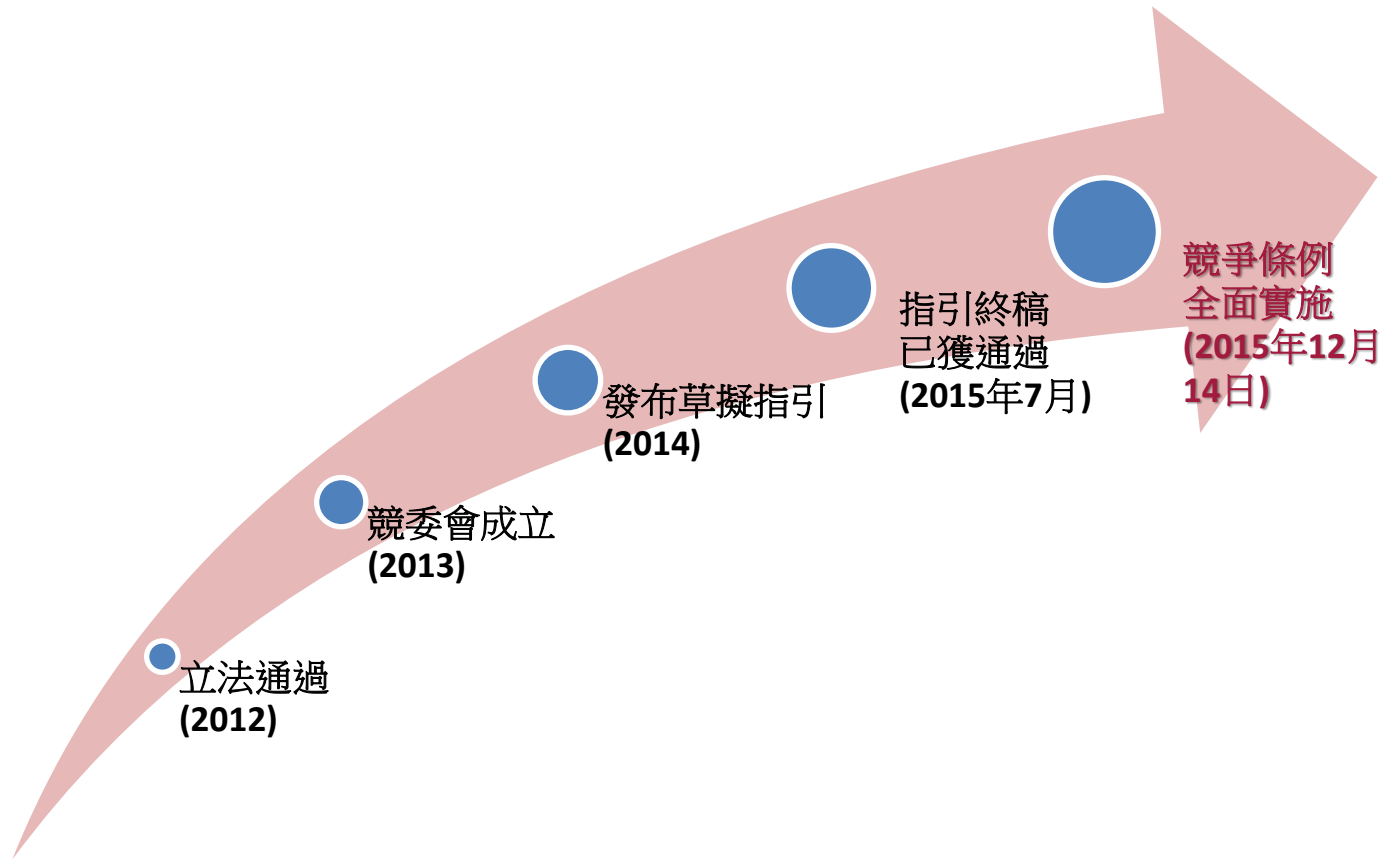 立法通過
(2012)
競委會成立
(2013)
發布草擬指引
(2014)
指引終稿
已獲通過
(2015年7月)
競爭條例
全面實施
(2015年12月
14日)